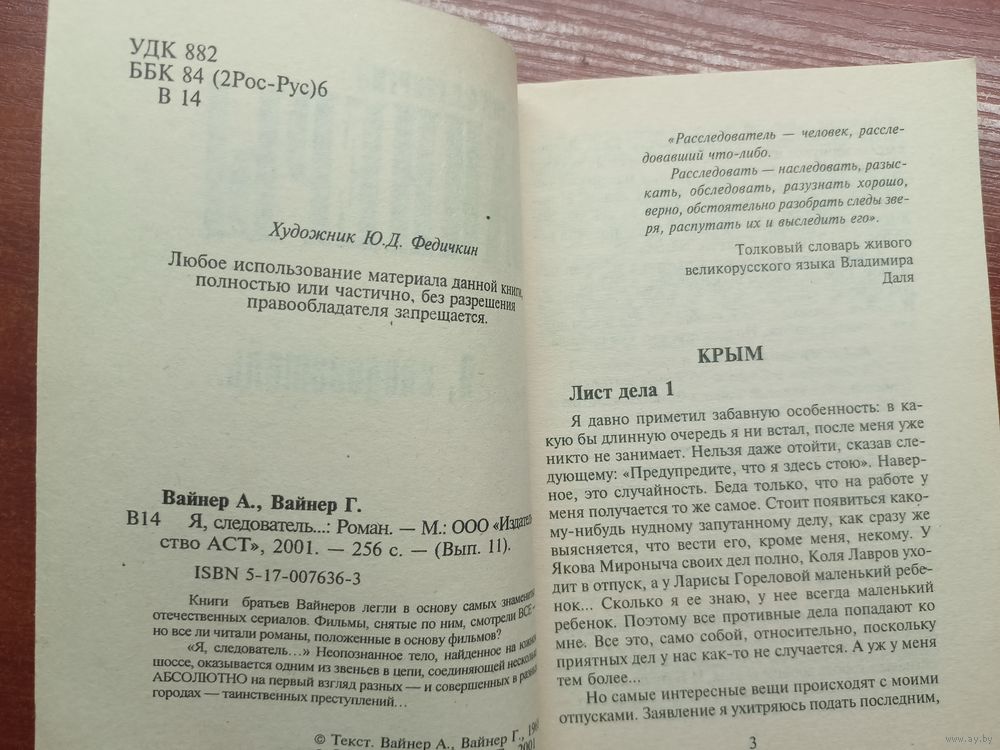 УДК 882
ББК 84 (2Рос-Рус)6
В 14
Художник Ю.Д. Федичкин
Любое использование материала данной книги,
полностью или частично, без разрешения
правообладателя запрещается.
Вайнер А., Вайнер Г.
В14 Я, следователь...: Роман. — М.: ООО «Издатель
ство АСТ», 2001. — 256 с. — (Вып. 11).
ISBN 5-17-007636-3
Книги братьев Вайнеров легли в основу самых
отечественных сериалов. Фильмы, снятые по ним, смотрели ВСЕ –
но все ли читали романы, положенные в основу фильмов?
«Я, следователь...» Неопознанное тело, найденное на
шоссе, оказывается одним из звеньев в цепи, соединяющей
АБСОЛЮТНО на первый взгляд разных — и совершенных в
городах — таинственных преступлений...
© Текст. Вайнер А., Вайнер Г.,
2001
«Расследователь — человек, рассле-
довавший что-либо.
Расследовать — наследовать, разыс-
кать, обследовать, разузнать хорошо,
верно, обстоятельно разобрать следы зве-
ря, распутать их и выследить его».
Толковый словарь живого
великорусского языка Владимира
Даля
КРЫМ
Лист дела 1
Я давно приметил забавную особенность: в ка-
кую бы длинную очередь я ни встал, после меня уже
никто не занимает. Нельзя даже отойти, сказав сле-
дующему: «Предупредите, что я здесь стою». Навер-
ное, это случайность. Беда только, что на работе у
меня получается то же самое. Стоит появиться како-
му-нибудь нудному запутанному делу, как сразу же
выясняется, что вести его, кроме меня, некому. У
Якова Мироныча своих дел полно, Коля Лавров ухо-
дит в отпуск, а у Ларисы Гореловой маленький ребе-
нок... Сколько я ее знаю, у нее всегда маленький
ребенок. Поэтому все противные дела попадают ко
мне. Все это, само собой, относительно, поскольку
приятных дел у нас как-то не случается. А уж у меня
тем более...
Но самые интересные вещи происходят с моими
отпусками. Заявление я ухитряюсь подать последним,
3
www.ay.by